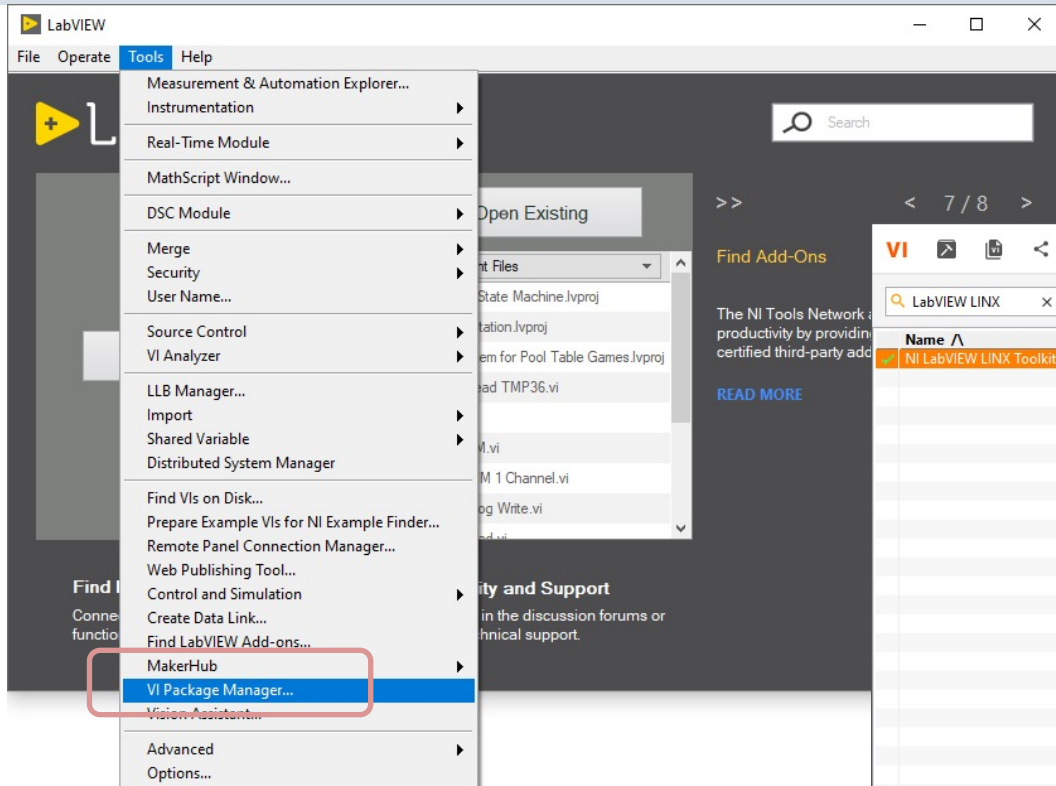 LabVIEW
File Operate Tools Help
Measurement & Automation Explorer...
Instrumentation
Real-Time Module
MathScript Window...
DSC Module
Merge
Security
User Name...
Source Control
VI Analyzer
LLB Manager...
Import
Shared Variable
Distributed System Manager
Find VIs on Disk...
Prepare Example VIs for NI Example Finder...
Remote Panel Connection Manager...
Web Publishing Tool...
Control and Simulation
Create Data Link...
Find LabVIEW Add-ons...
MakerHub
VI Package Manager...
Vision Assistant...
Advanced
Options...
Search
Open Existing
nt Files
State Machine.lvproj
tation.lvproj
em for Pool Table Games.lvproj
ead TMP36.vi
M.vi
M 1 Channel.vi
og Write.vi
ad.vi
>>
< 7 / 8 >
Find Add-Ons
The NI Tools Network
productivity by providin
certified third-party add
READ MORE
Find
Conne
functio
ity and Support
in the discussion forums or
hnical support.
VI
LabVIEW LINX
Name
NI LabVIEW LINX Toolkit